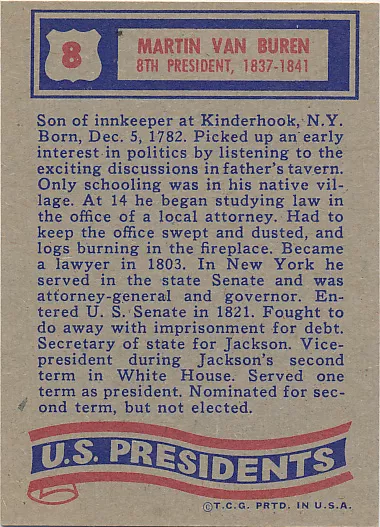 8
MARTIN VAN BUREN
8TH PRESIDENT, 1837-1841
Son of innkeeper at Kinderhook, N.Y.
Born, Dec. 5, 1782. Picked up an early
interest in politics by listening to the
exciting discussions in father's tavern.
Only schooling was in his native vil-
lage. At 14 he began studying law in
the office of a local attorney. Had to
keep the office swept and dusted, and
logs burning in the fireplace. Became
a lawyer in 1803. In New York he
served in the state Senate and was
attorney-general and governor. En-
tered U. S. Senate in 1821. Fought to
do away with imprisonment for debt.
Secretary of state for Jackson. Vice-
president during Jackson's second
term in White House. Served one
term as president. Nominated for sec-
ond term, but not elected.
U.S. PRESIDENTS
©T.C.G. PRTD. IN U.S.A.